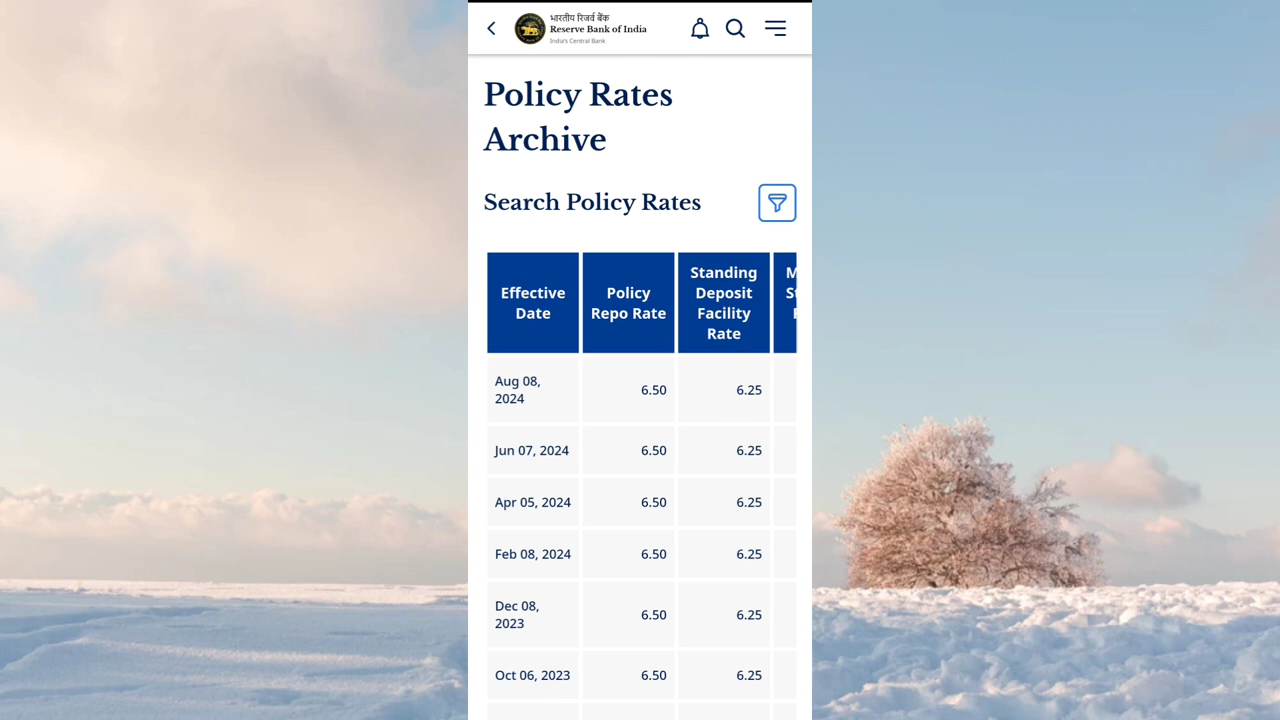 भारतीय रिजर्व बैंक
Reserve Bank of India
India's Central Bank
Policy Rates
Archive
Search Policy Rates
Effective Date Policy Repo Rate Standing Deposit Facility Rate
Aug 08, 2024 6.50 6.25
Jun 07, 2024 6.50 6.25
Apr 05, 2024 6.50 6.25
Feb 08, 2024 6.50 6.25
Dec 08, 2023 6.50 6.25
Oct 06, 2023 6.50 6.25